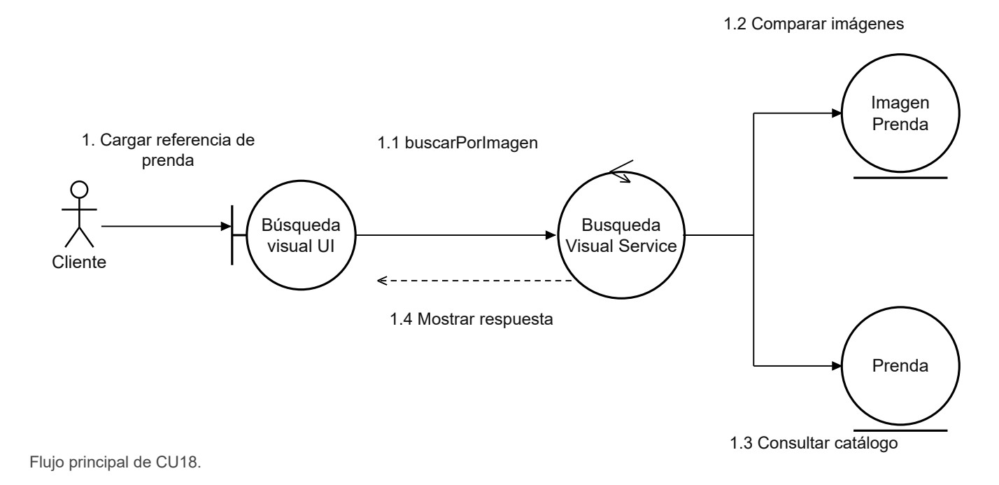 1.2 Comparar imágenes
Imagen
Prenda
1. Cargar referencia de
prenda
1.1 buscarPorImagen
Búsqueda
visual UI
Busqueda
Visual Service
Cliente
1.4 Mostrar respuesta
Prenda
1.3 Consultar catálogo
Flujo principal de CU18.